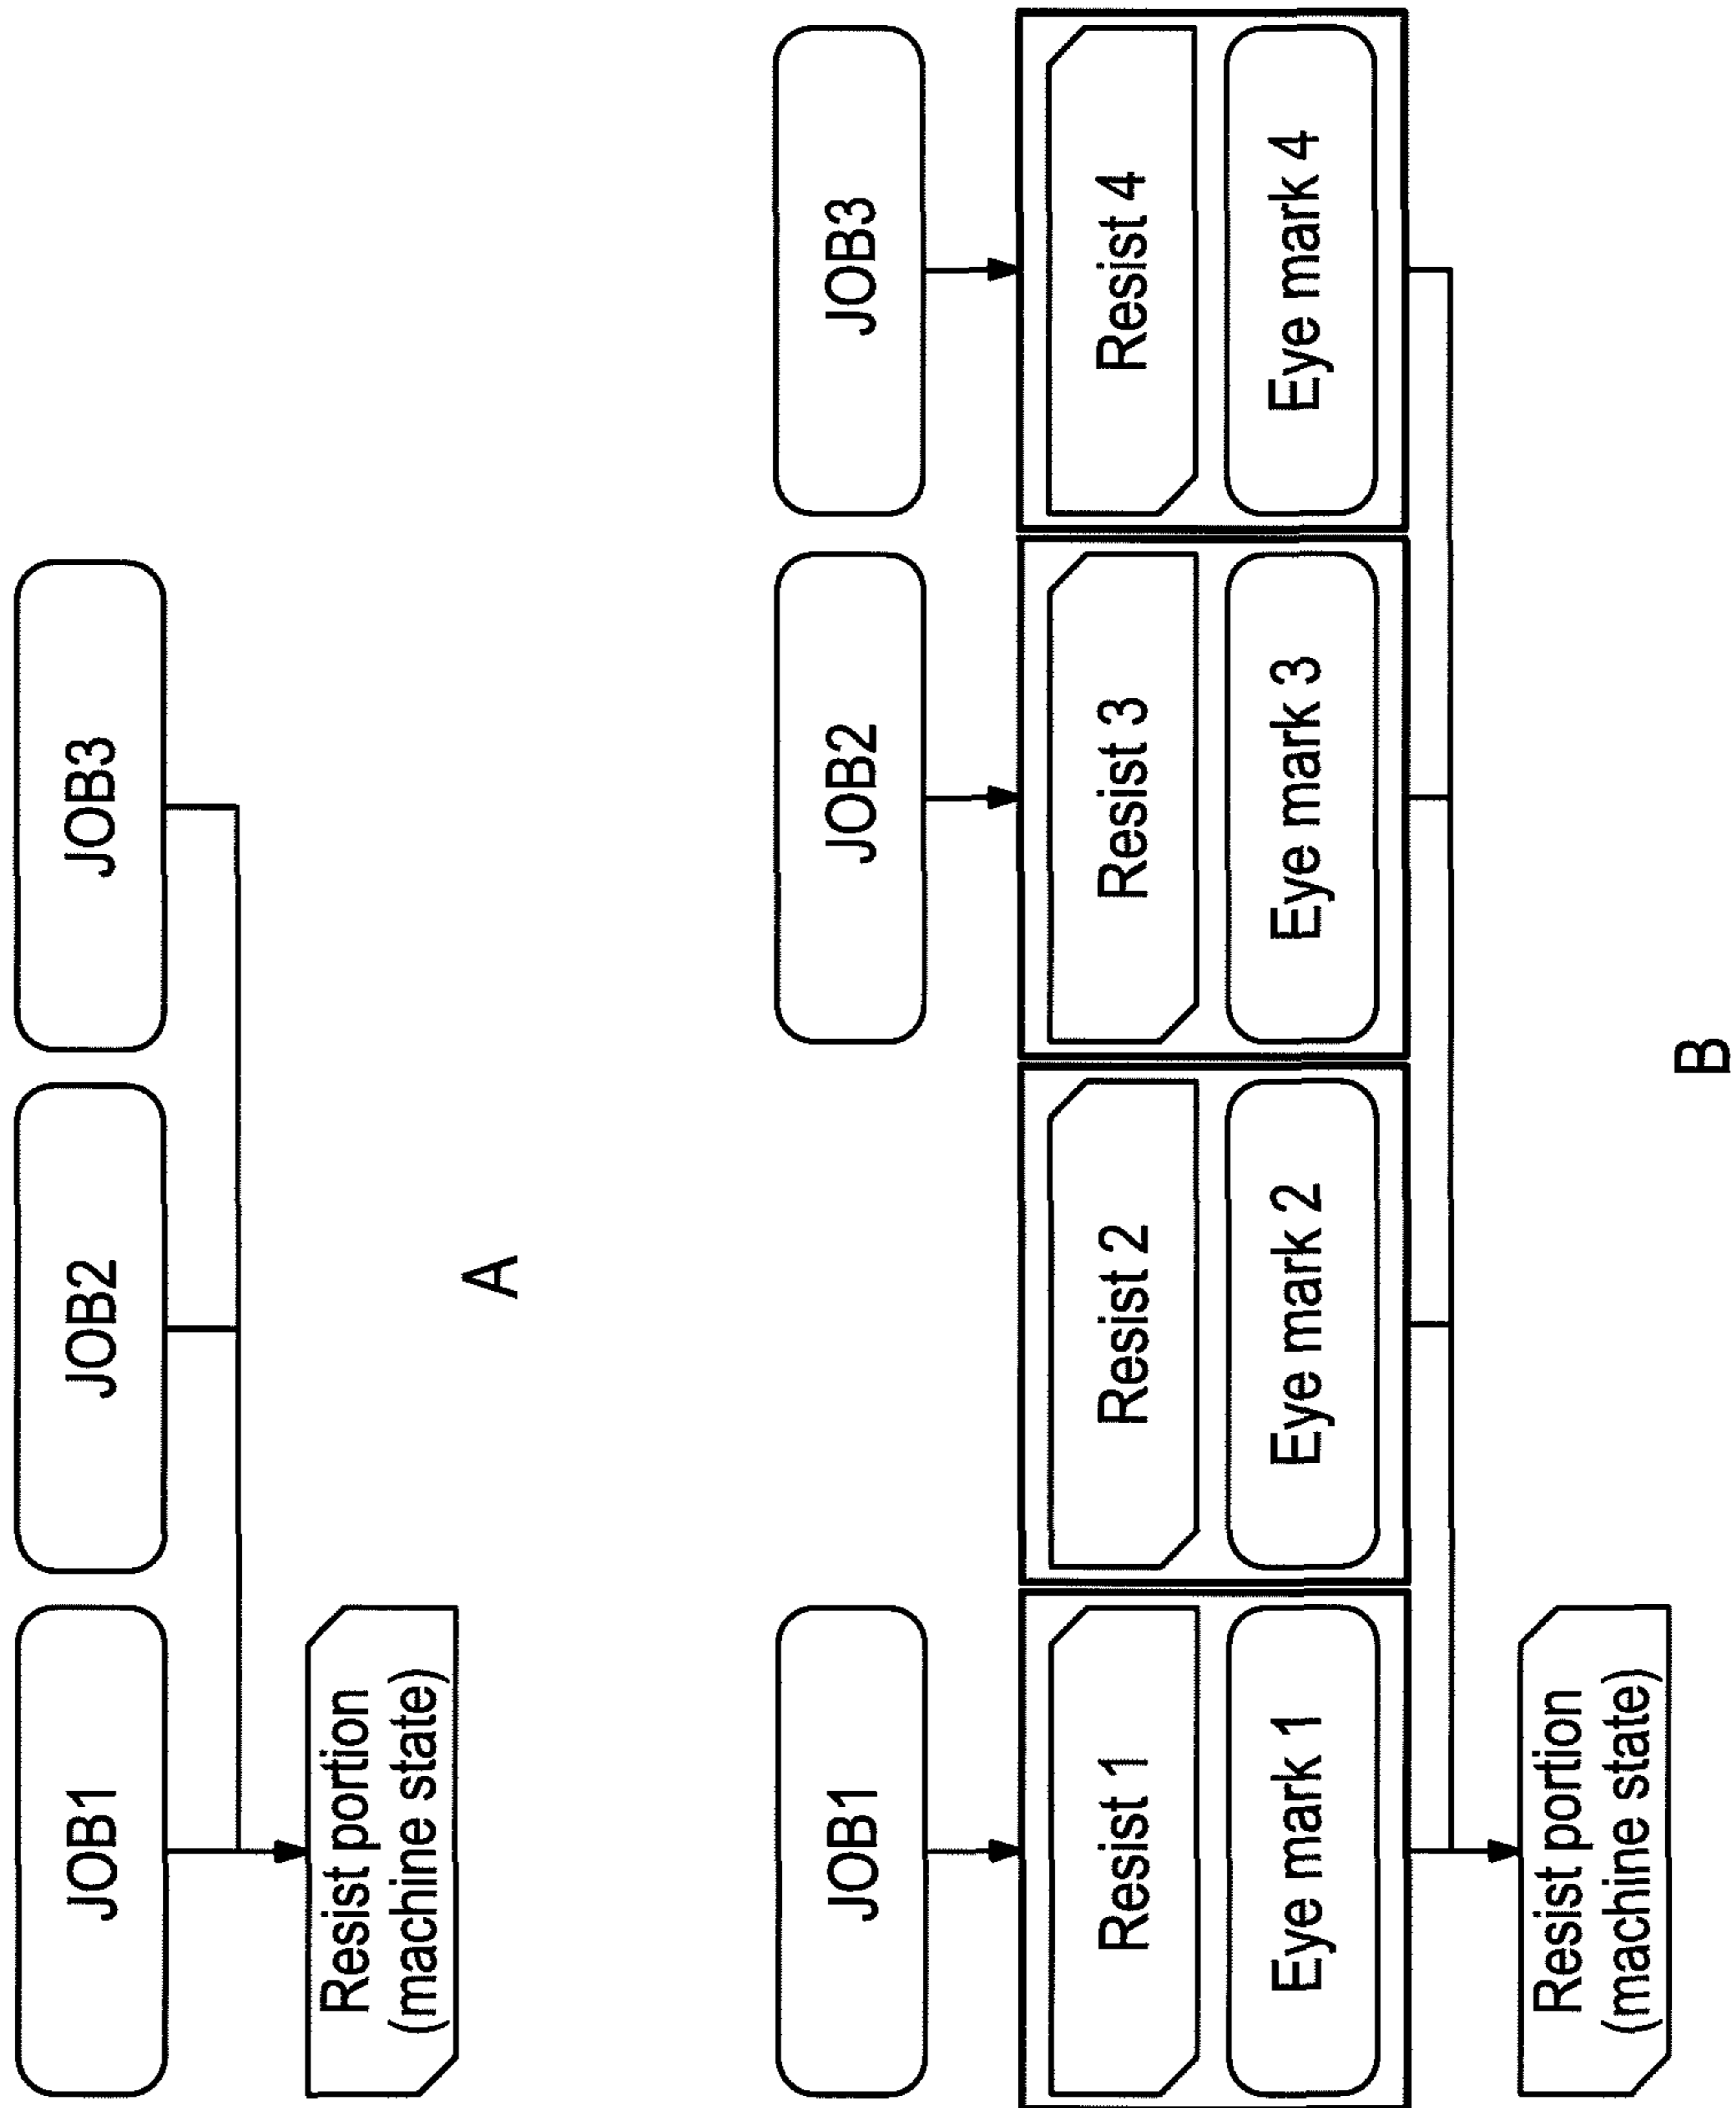 JOB1
JOB2
JOB3
Resist portion
(machine state)
A
JOB1
JOB2
JOB3
Resist 1
Resist 2
Resist 3
Resist 4
Eye mark 1
Eye mark 2
Eye mark 3
Eye mark 4
Resist portion
(machine state)
B